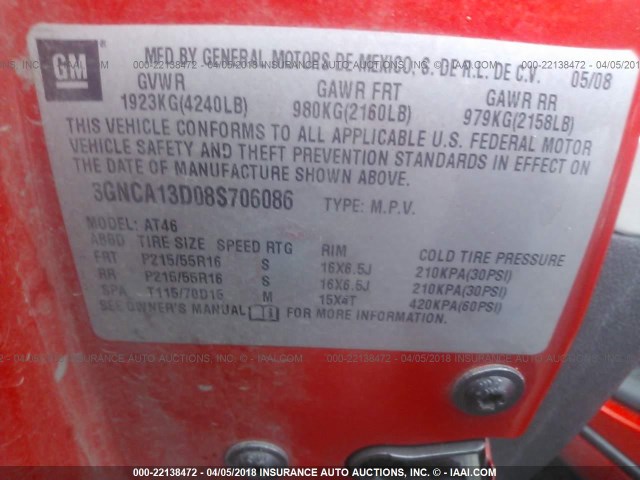 GM
MFD BY GENERAL MOTORS DE MEXICO, S. DE R.L. DE C.V.
05/08
GVWR GAWR FRT GAWR RR
1923KG(4240LB) 980KG(2160LB) 979KG(2158LB)
THIS VEHICLE CONFORMS TO ALL APPLICABLE U.S. FEDERAL MOTOR
VEHICLE SAFETY AND THEFT PREVENTION STANDARDS IN EFFECT ON
THE DATE OF MANUFACTURE SHOWN ABOVE.
3GNCA13D08S706086 TYPE: M.P.V.
MODEL: AT46
ABBD TIRE SIZE SPEED RTG RIM COLD TIRE PRESSURE
FRT P215/55R16 S 16X6.5J 210KPA(30PSI)
RR P215/55R16 S 16X6.5J 210KPA(30PSI)
SPA T115/70D15 M 15X4T 420KPA(60PSI)
SEE OWNER'S MANUAL FOR MORE INFORMATION.
000-22138472 - 04/05/2018 INSURANCE AUTO AUCTIONS, INC. - © - IAAI.COM